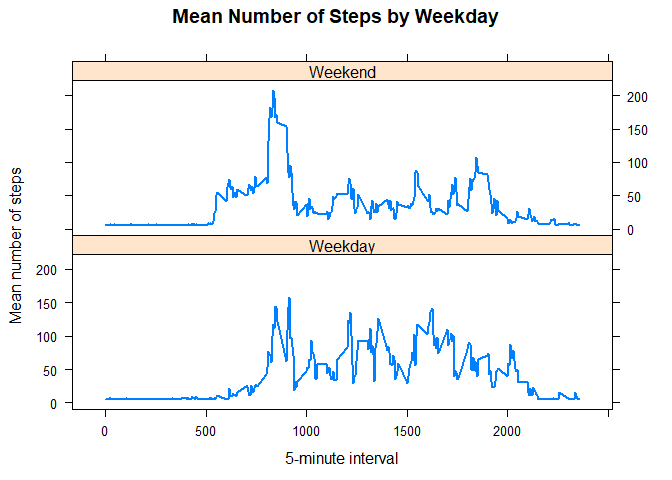 Mean Number of Steps by Weekday
Weekend
200
150
100
50
0
Weekday
200
150
100
50
0
0 500 1000 1500 2000
5-minute interval
Mean number of steps